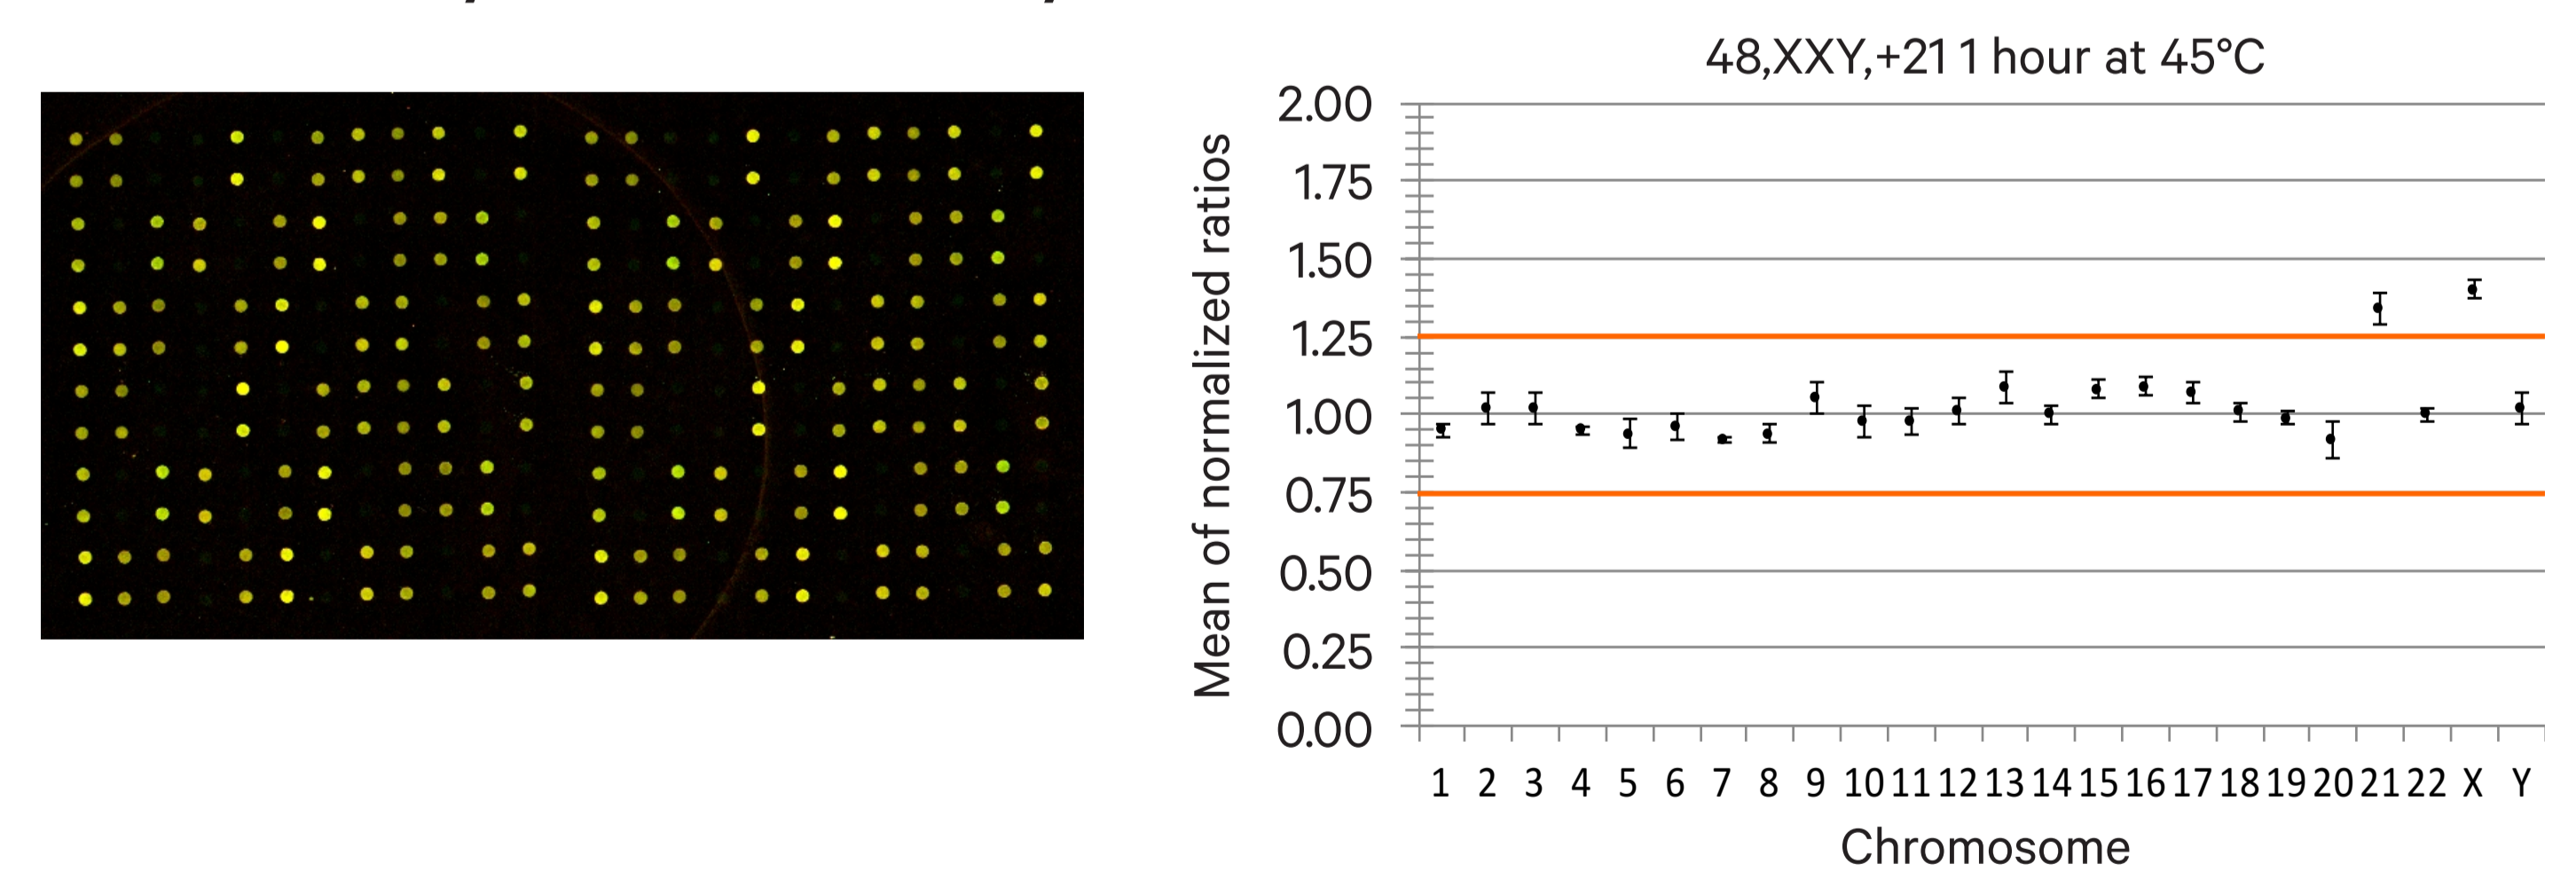 48,XXY,+21 1 hour at 45°C
Mean of normalized ratios
2.00
1.75
1.50
1.25
1.00
0.75
0.50
0.25
0.00
1 2 3 4 5 6 7 8 9 10 11 12 13 14 15 16 17 18 19 20 21 22 X Y
Chromosome